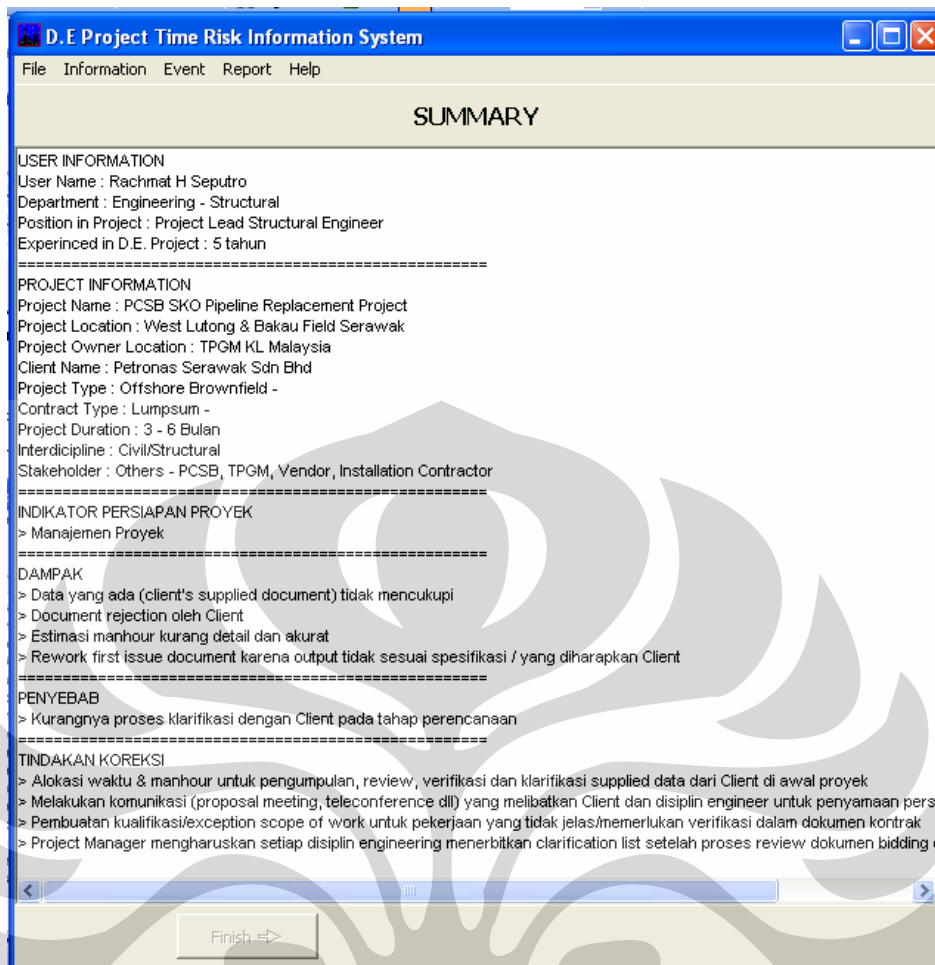 D.E Project Time Risk Information System
File Information Event Report Help
SUMMARY
USER INFORMATION
User Name : Rachmat H Seputro
Department : Engineering - Structural
Position in Project : Project Lead Structural Engineer
Experinced in D.E. Project : 5 tahun
=====================================================
PROJECT INFORMATION
Project Name : PCSB SKO Pipeline Replacement Project
Project Location : West Lutong & Bakau Field Serawak
Project Owner Location : TPGM KL Malaysia
Client Name : Petronas Serawak Sdn Bhd
Project Type : Offshore Brownfield -
Contract Type : Lumpsum -
Project Duration : 3 - 6 Bulan
Interdicipline : Civil/Structural
Stakeholder : Others - PCSB, TPGM, Vendor, Installation Contractor
=====================================================
INDIKATOR PERSIAPAN PROYEK
> Manajemen Proyek
=====================================================
DAMPAK
> Data yang ada (client's supplied document) tidak mencukupi
> Document rejection oleh Client
> Estimasi manhour kurang detail dan akurat
> Rework first issue document karena output tidak sesuai spesifikasi / yang diharapkan Client
=====================================================
PENYEBAB
> Kurangnya proses klarifikasi dengan Client pada tahap perencanaan
=====================================================
TINDAKAN KOREKSI
> Alokasi waktu & manhour untuk pengumpulan, review, verifikasi dan klarifikasi supplied data dari Client di awal proyek
> Melakukan komunikasi (proposal meeting, teleconference dll) yang melibatkan Client dan disiplin engineer untuk penyamaan pers
> Pembuatan kualifikasi/exception scope of work untuk pekerjaan yang tidak jelas/memerlukan verifikasi dalam dokumen kontrak
> Project Manager mengharuskan setiap disiplin engineering menerbitkan clarification list setelah proses review dokumen bidding
Finish